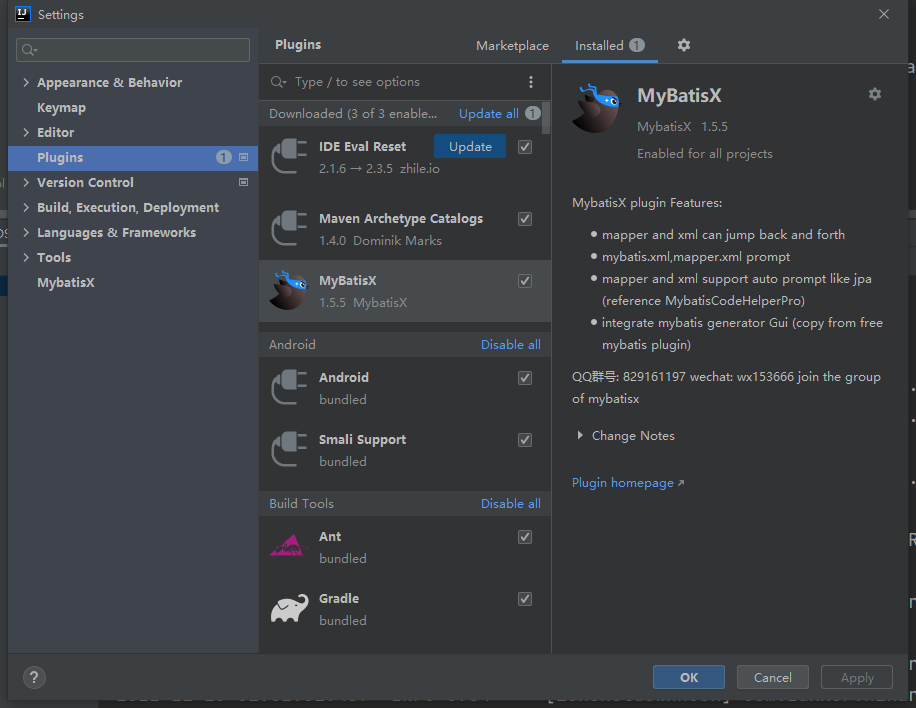 Settings
Appearance & Behavior
Keymap
Editor
Plugins 1
Version Control
Build, Execution, Deployment
Languages & Frameworks
Tools
MybatisX
Plugins Marketplace Installed 1
Type / to see options
Downloaded (3 of 3 enable... Update all 1
IDE Eval Reset Update
2.1.6 → 2.3.5 zhile.io
Maven Archetype Catalogs
1.4.0 Dominik Marks
MyBatisX
1.5.5 MybatisX
Android Disable all
Android
bundled
Smali Support
bundled
Build Tools Disable all
Ant
bundled
Gradle
bundled
MyBatisX
MybatisX 1.5.5
Enabled for all projects
MybatisX plugin Features:
• mapper and xml can jump back and forth
• mybatis.xml,mapper.xml prompt
• mapper and xml support auto prompt like jpa
(reference MybatisCodeHelperPro)
• integrate mybatis generator Gui (copy from free
mybatis plugin)
QQ群号: 829161197 wechat: wx153666 join the group
of mybatisx
Change Notes
Plugin homepage ↗
? OK Cancel Apply